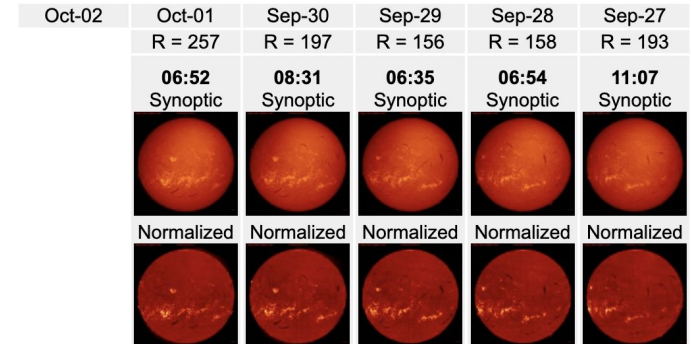 Oct-02 Oct-01 Sep-30 Sep-29 Sep-28 Sep-27
R = 257 R = 197 R = 156 R = 158 R = 193
06:52 08:31 06:35 06:54 11:07
Synoptic Synoptic Synoptic Synoptic Synoptic
Normalized Normalized Normalized Normalized Normalized